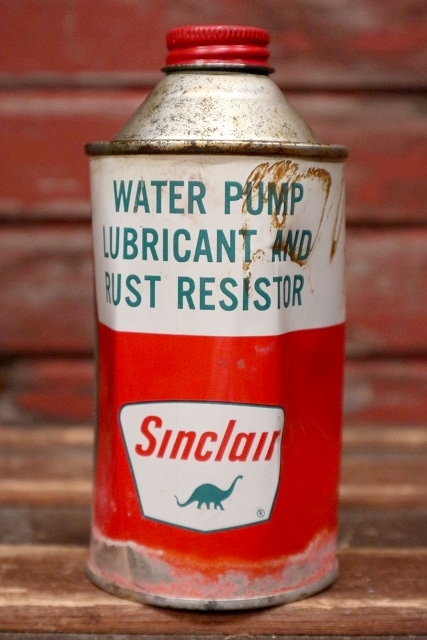 WATER PUMP
LUBRICANT AND
RUST RESISTOR
Sinclair
®